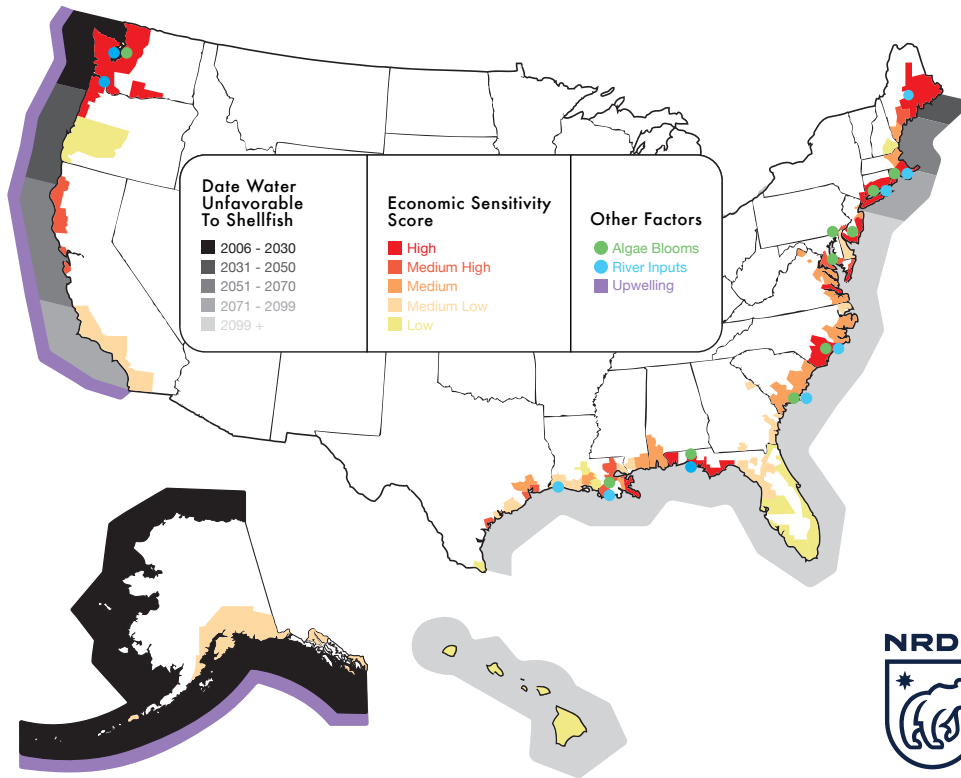 Date Water
Unfavorable
To Shellfish
2006 - 2030
2031 - 2050
2051 - 2070
2071 - 2099
2099 +
Economic Sensitivity
Score
High
Medium High
Medium
Medium Low
Low
Other Factors
Algae Blooms
River Inputs
Upwelling
NRD